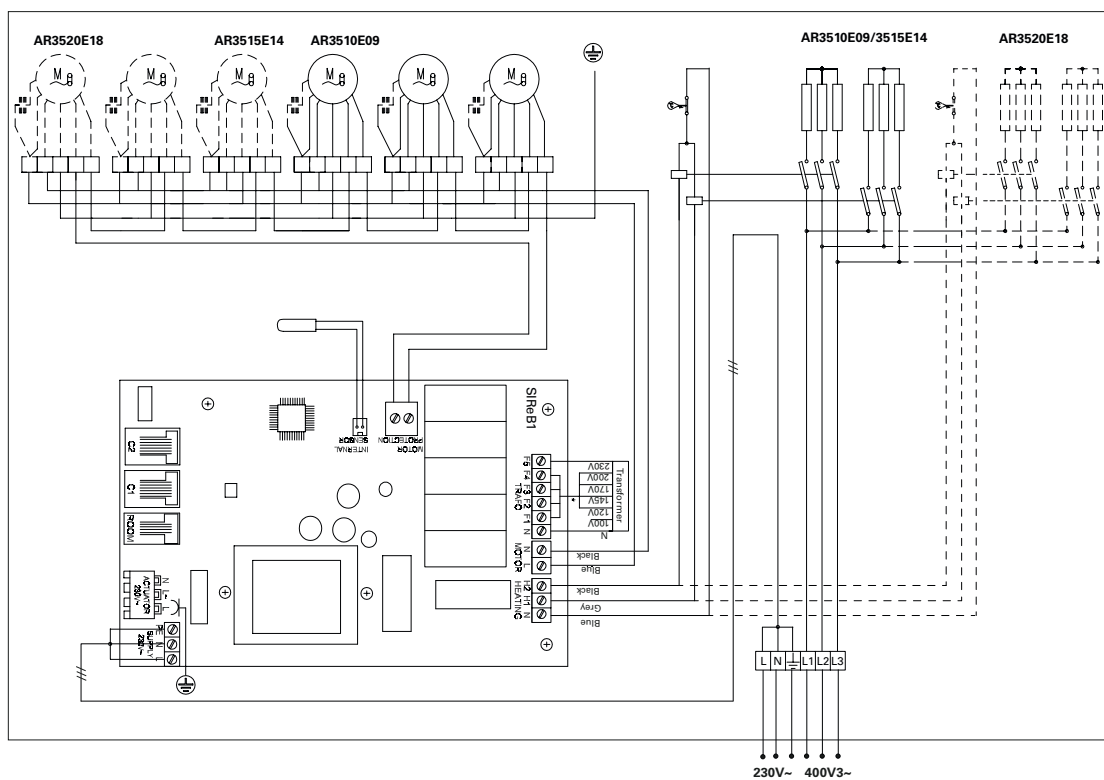 AR3520E18 AR3515E14 AR3510E09
AR3510E09/3515E14 AR3520E18
M M M M M M
SIReB1
INTERNAL SENSOR
MOTOR PROTECTION
C2
C1
ROOM
ACTUATOR 230V~
N
L~
L
SUPPLY 230V~
PE
N
L
TRAFO
F5
F4
F3
F2
F1
N
MOTOR
N
L
HEATING
H2
H1
N
Transformer
230V
200V
170V
145V
120V
100V
N
*
Black
Blue
Black
Grey
Blue
L N L1 L2 L3
230V~ 400V3~